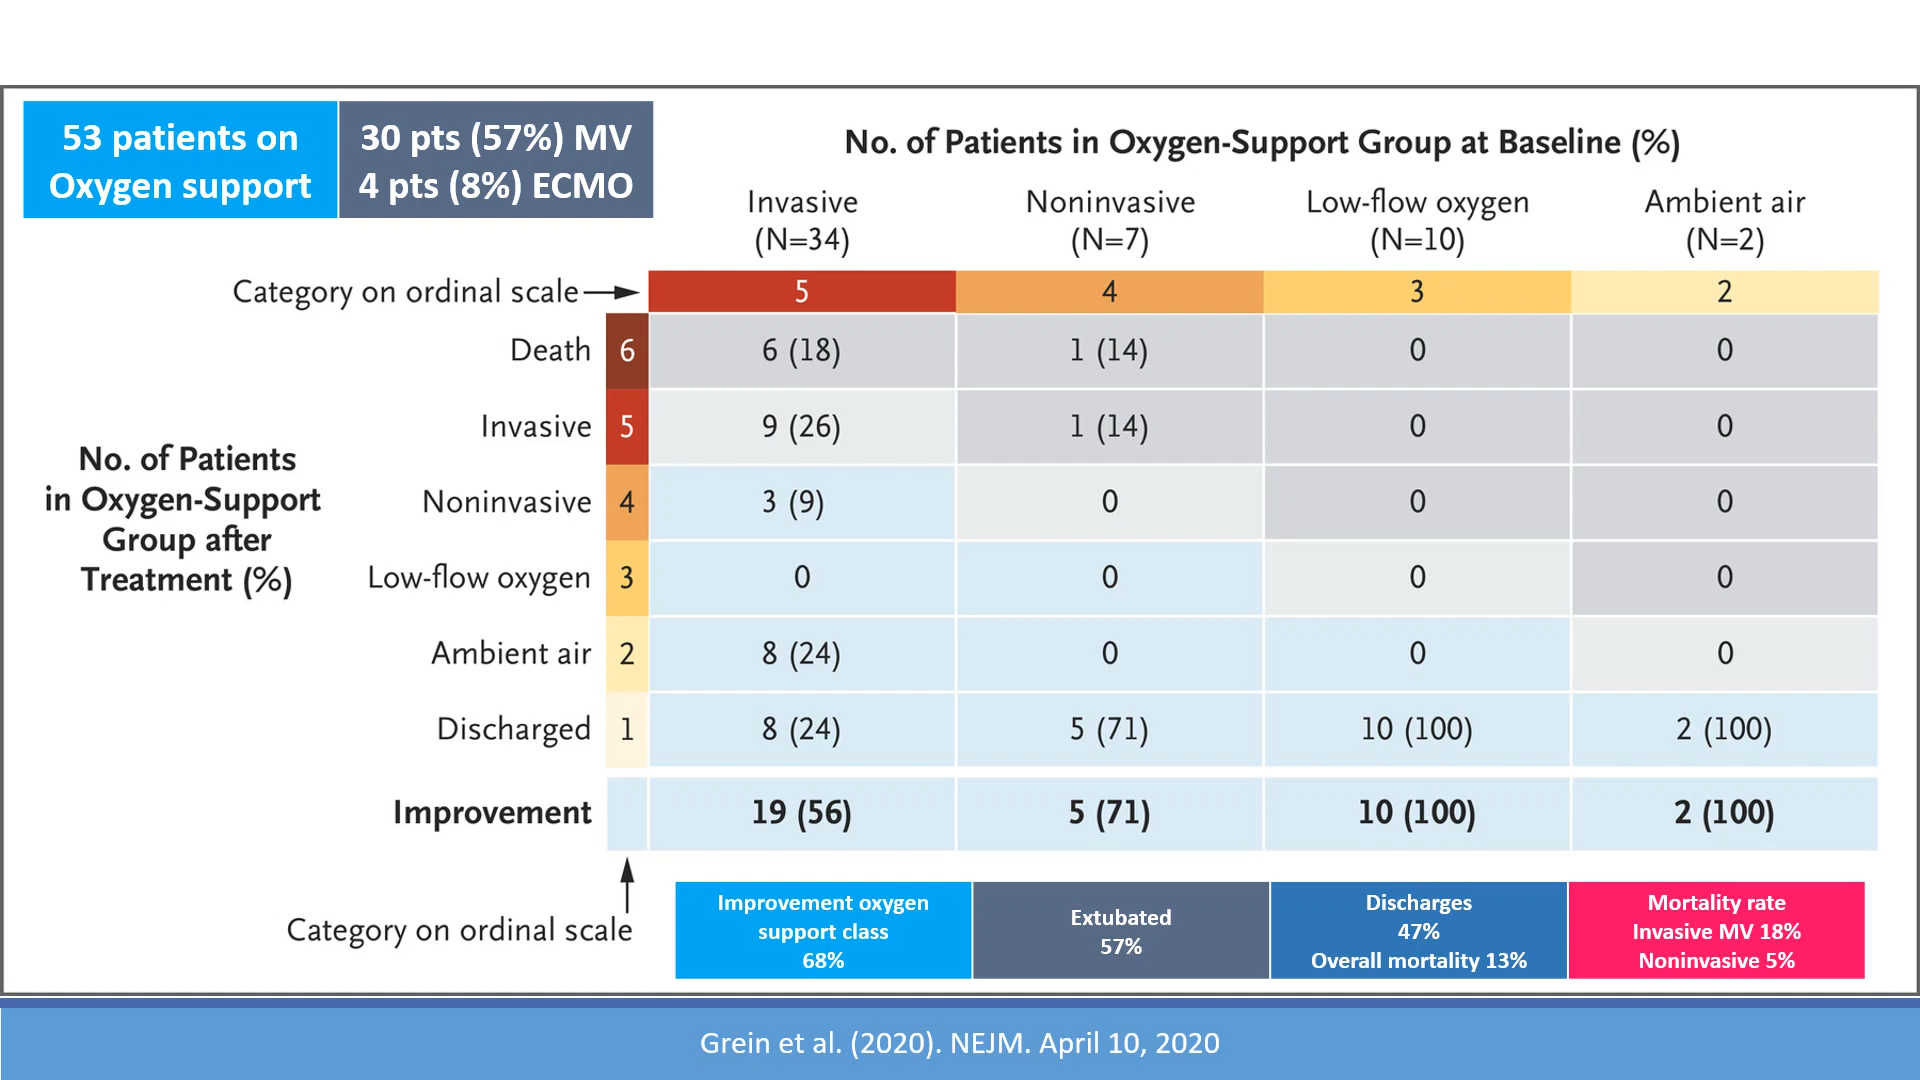 53 patients on
Oxygen support
30 pts (57%) MV
4 pts (8%) ECMO
No. of Patients in Oxygen-Support Group at Baseline (%)
Invasive
(N=34)
Noninvasive
(N=7)
Low-flow oxygen
(N=10)
Ambient air
(N=2)
Category on ordinal scale 5 4 3 2
No. of Patients
in Oxygen-Support
Group after
Treatment (%)
Death 6 6 (18) 1 (14) 0 0
Invasive 5 9 (26) 1 (14) 0 0
Noninvasive 4 3 (9) 0 0 0
Low-flow oxygen 3 0 0 0 0
Ambient air 2 8 (24) 0 0 0
Discharged 1 8 (24) 5 (71) 10 (100) 2 (100)
Improvement 19 (56) 5 (71) 10 (100) 2 (100)
Category on ordinal scale
Improvement oxygen
support class
68%
Extubated
57%
Discharges
47%
Overall mortality 13%
Mortality rate
Invasive MV 18%
Noninvasive 5%
Grein et al. (2020). NEJM. April 10, 2020